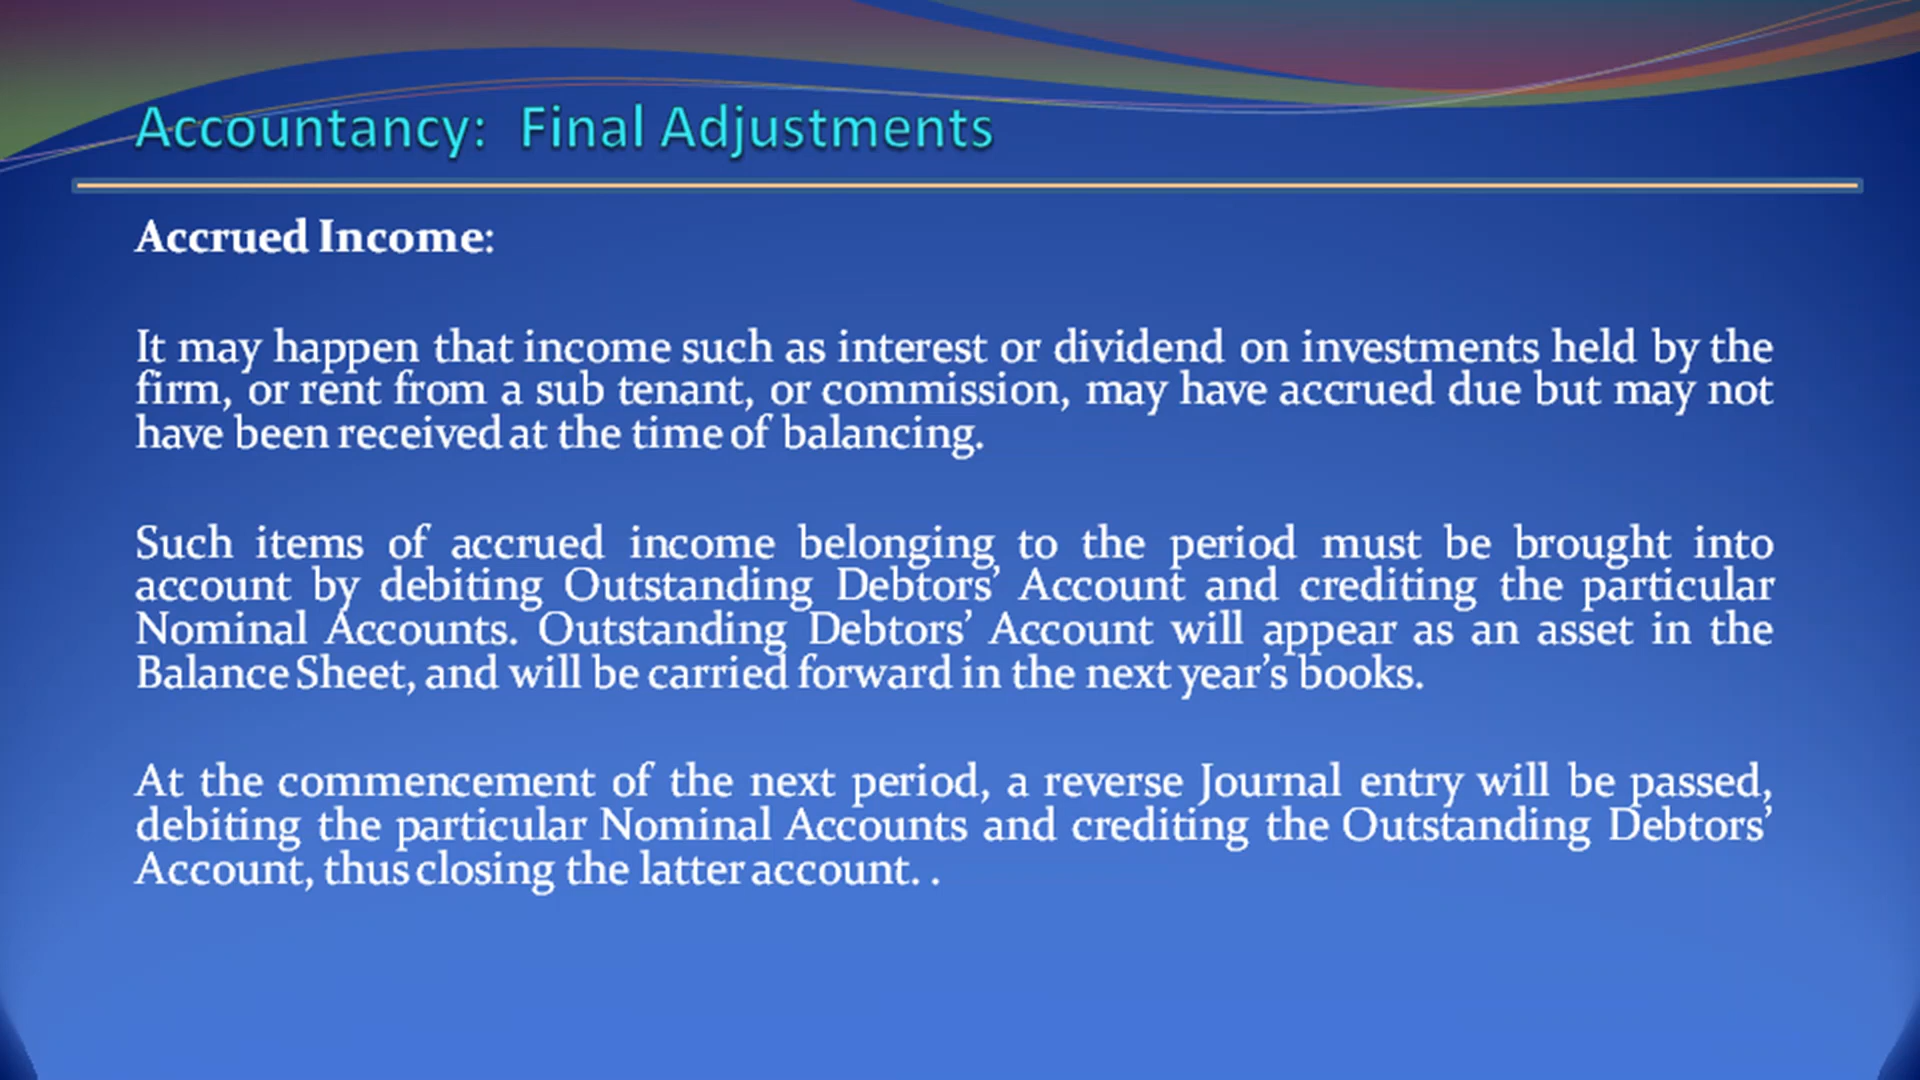 Accountancy: Final Adjustments
Accrued Income:
It may happen that income such as interest or dividend on investments held by the
firm, or rent from a sub tenant, or commission, may have accrued due but may not
have been received at the time of balancing.
Such items of accrued income belonging to the period must be brought into
account by debiting Outstanding Debtors’ Account and crediting the particular
Nominal Accounts. Outstanding Debtors’ Account will appear as an asset in the
Balance Sheet, and will be carried forward in the next year’s books.
At the commencement of the next period, a reverse Journal entry will be passed,
debiting the particular Nominal Accounts and crediting the Outstanding Debtors’
Account, thus closing the latter account. .